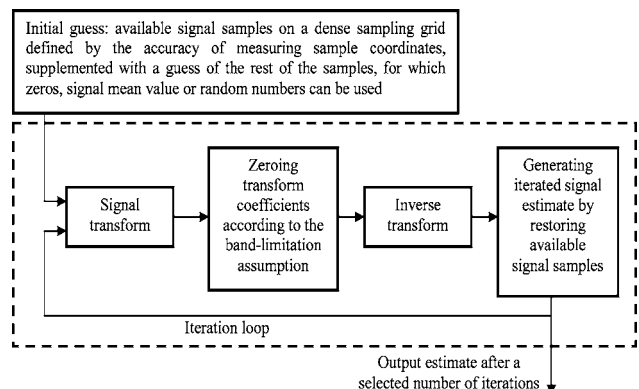 Initial guess: available signal samples on a dense sampling grid
defined by the accuracy of measuring sample coordinates,
supplemented with a guess of the rest of the samples, for which
zeros, signal mean value or random numbers can be used
Signal
transform
Zeroing
transform
coefficients
according to the
band-limitation
assumption
Inverse
transform
Generating
iterated signal
estimate by
restoring
available
signal samples
Iteration loop
Output estimate after a
selected number of iterations